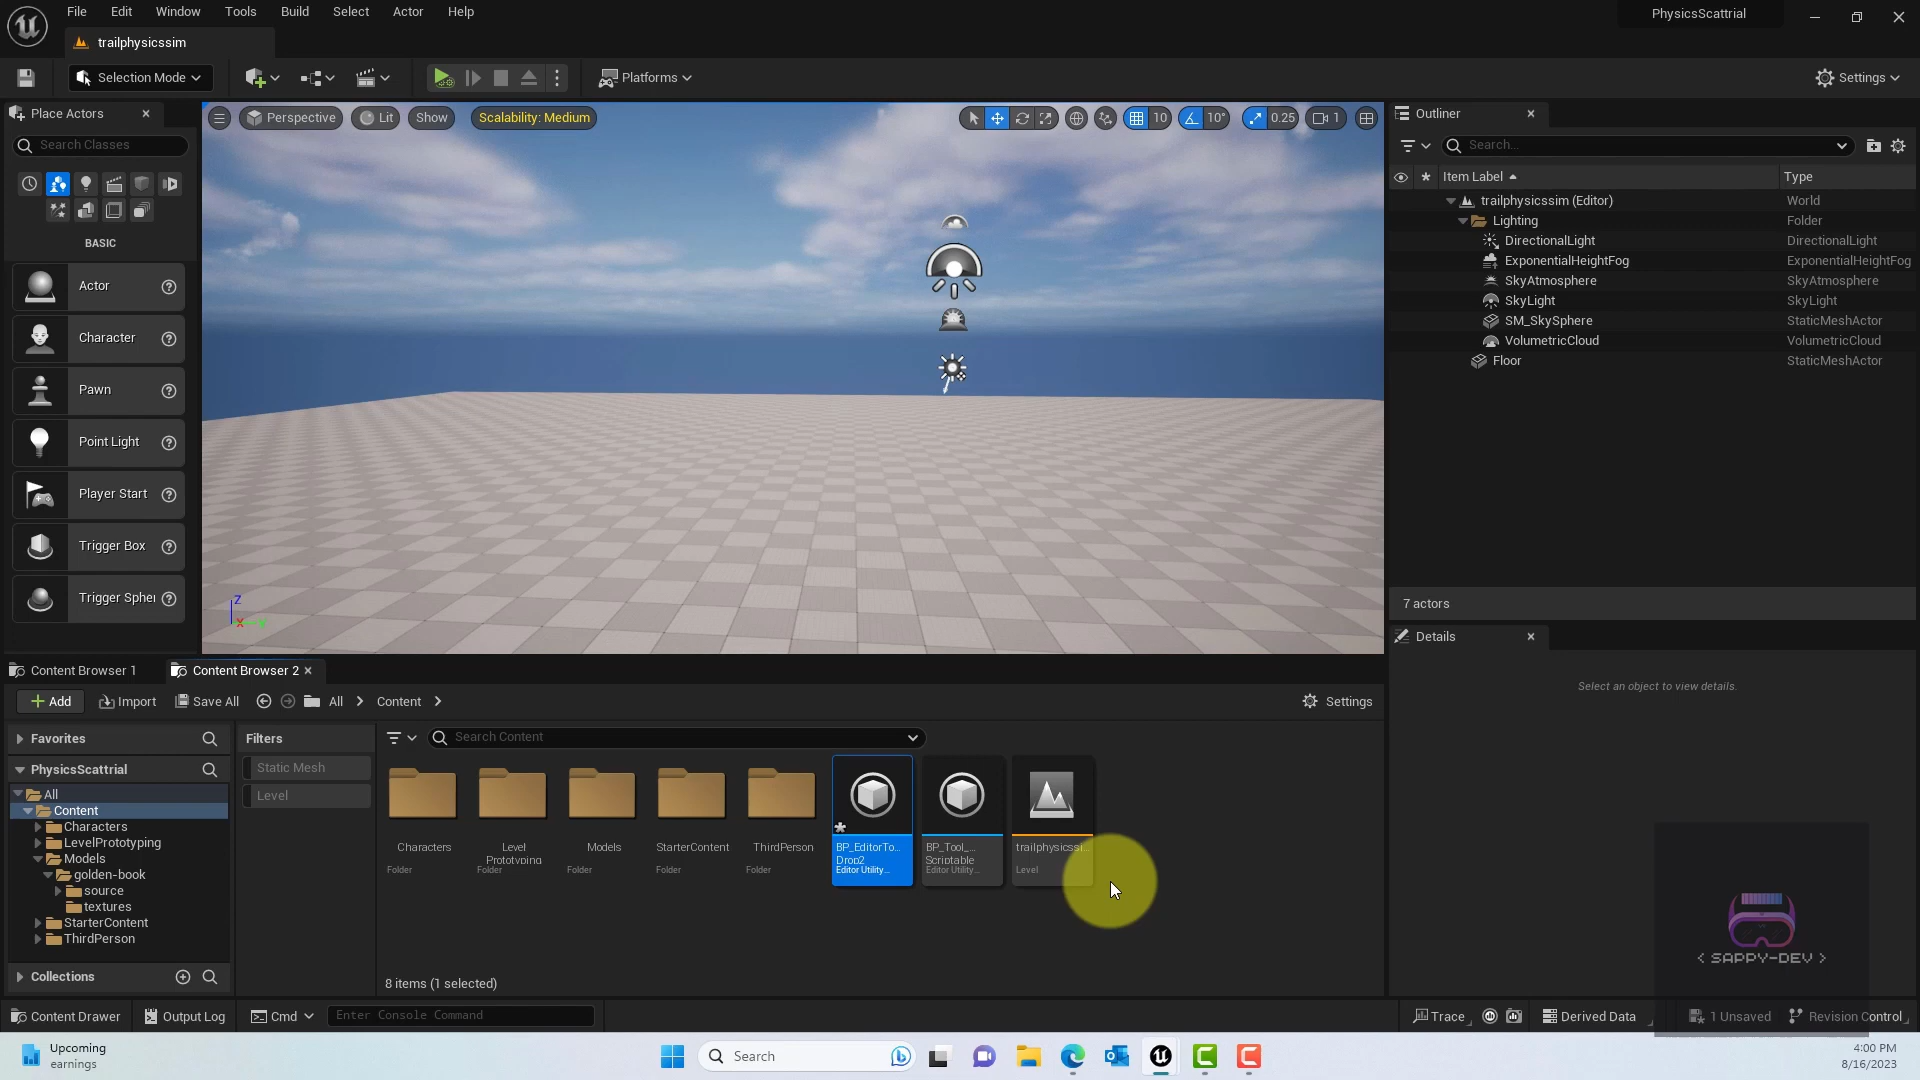 File Edit Window Tools Build Select Actor Help
PhysicsScattrial
trailphysicssim
Selection Mode
Platforms
Settings
Place Actors
Search Classes
BASIC
Actor
Character
Pawn
Point Light
Player Start
Trigger Box
Trigger Spher
Perspective
Lit
Show
Scalability: Medium
10
10°
0.25
1
Z
Outliner
Search...
Item Label
Type
trailphysicssim (Editor)
World
Lighting
Folder
DirectionalLight
DirectionalLight
ExponentialHeightFog
ExponentialHeightFog
SkyAtmosphere
SkyAtmosphere
SkyLight
SkyLight
SM_SkySphere
StaticMeshActor
VolumetricCloud
VolumetricCloud
Floor
StaticMeshActor
7 actors
Details
Select an object to view details.
Content Browser 1
Content Browser 2
Add
Import
Save All
All
Content
Settings
Favorites
PhysicsScattrial
All
Content
Characters
LevelPrototyping
Models
golden-book
source
textures
StarterContent
ThirdPerson
Collections
Filters
Static Mesh
Level
Search Content
Characters
Folder
Level
Prototyping
Folder
Models
Folder
StarterContent
Folder
ThirdPerson
Folder
BP_EditorTo...
Drop2
Editor Utility...
BP_Tool_...
Scriptable
Editor Utility...
trailphysicssi...
Level
8 items (1 selected)
< SAPPY-DEV >
Content Drawer
Output Log
Cmd
Enter Console Command
Trace
Derived Data
1 Unsaved
Revision Control
Upcoming
earnings
Search
4:00 PM
8/16/2023